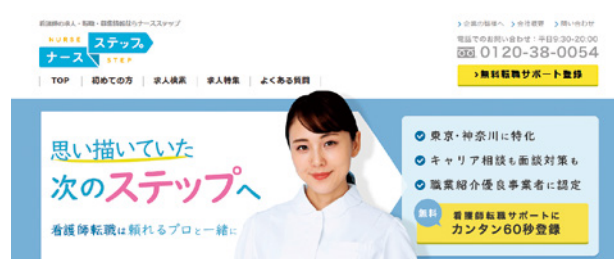 看護師の求人・転職・募集情報ならナースステップ
> 企業の皆様へ > 会社概要 > 問い合わせ
NURSE ステップ
ナース STEP
電話でのお問い合わせ：平日9:30-20:00
0120-38-0054
>無料転職サポート登録
TOP 初めての方 求人検索 求人特集 よくある質問
思い描いていた
次のステップへ
看護師転職は頼れるプロと一緒に
東京・神奈川に特化
キャリア相談も面談対策も
職業紹介優良事業者に認定
無料
看護師転職サポートに
カンタン60秒登録